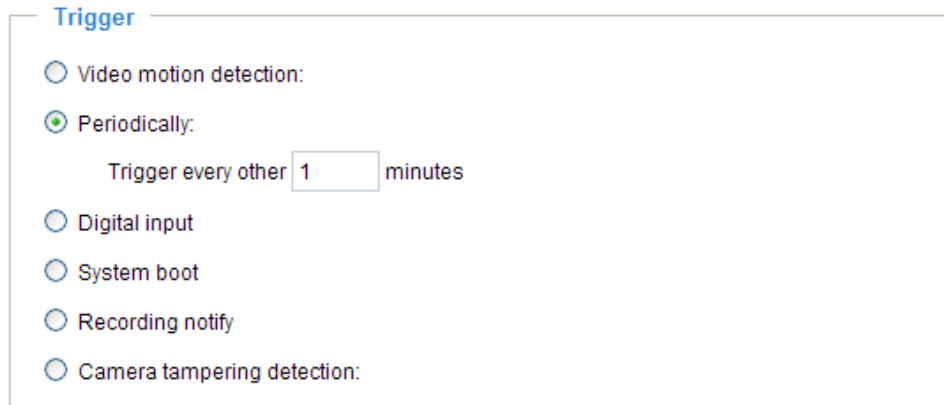 Trigger
Video motion detection:
Periodically:
Trigger every other 1 minutes
Digital input
System boot
Recording notify
Camera tampering detection: